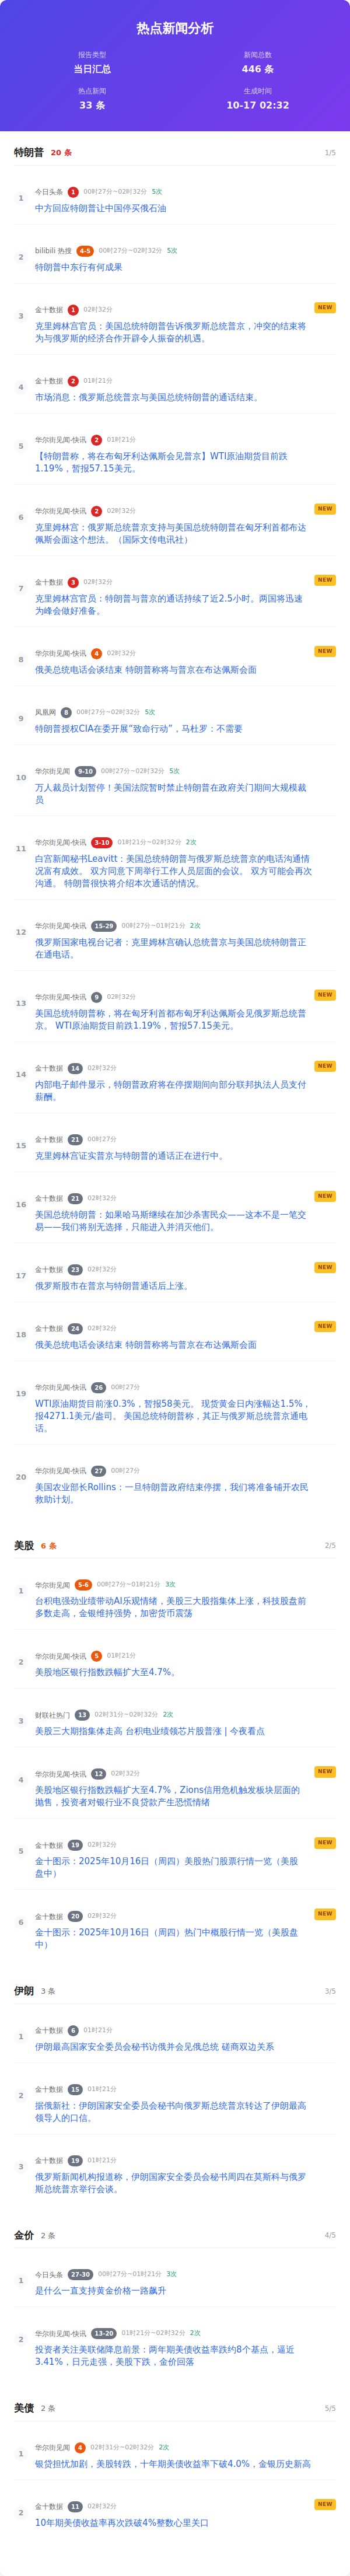 热点新闻分析
报告类型
当日汇总
新闻总数
446 条
热点新闻
33 条
生成时间
10-17 02:32
特朗普 20 条 1/5
1 今日头条 1 00时27分~02时32分 5次
中方回应特朗普让中国停买俄石油
2 bilibili 热搜 4-5 00时27分~02时32分 5次
特朗普中东行有何成果
3 金十数据 1 02时32分 NEW
克里姆林宫官员：美国总统特朗普告诉俄罗斯总统普京，冲突的结束将
为与俄罗斯的经济合作开辟令人振奋的机遇。
4 金十数据 2 01时21分
市场消息：俄罗斯总统普京与美国总统特朗普的通话结束。
5 华尔街见闻-快讯 2 01时21分
【特朗普称，将在布匈牙利达佩斯会见普京】WTI原油期货目前跌
1.19%，暂报57.15美元。
6 华尔街见闻-快讯 2 02时32分 NEW
克里姆林宫：俄罗斯总统普京支持与美国总统特朗普在匈牙利首都布达
佩斯会面这个想法。（国际文传电讯社）
7 金十数据 3 02时32分 NEW
克里姆林宫官员：特朗普与普京的通话持续了近2.5小时。两国将迅速
为峰会做好准备。
8 华尔街见闻-快讯 4 02时32分 NEW
俄美总统电话会谈结束 特朗普称将与普京在布达佩斯会面
9 凤凰网 8 00时27分~02时32分 5次
特朗普授权CIA在委开展“致命行动”，马杜罗：不需要
10 华尔街见闻 9-10 00时27分~02时32分 5次
万人裁员计划暂停！美国法院暂时禁止特朗普在政府关门期间大规模裁
员
11 华尔街见闻-快讯 3-10 01时21分~02时32分 2次
白宫新闻秘书Leavitt：美国总统特朗普与俄罗斯总统普京的电话沟通情
况富有成效。 双方同意下周举行工作人员层面的会议。 双方可能会再次
沟通。 特朗普很快将介绍本次通话的情况。
12 华尔街见闻-快讯 15-29 00时27分~01时21分 2次
俄罗斯国家电视台记者：克里姆林宫确认总统普京与美国总统特朗普正
在通电话。
13 华尔街见闻-快讯 9 02时32分 NEW
美国总统特朗普称，将在匈牙利首都布匈牙利达佩斯会见俄罗斯总统普
京。 WTI原油期货目前跌1.19%，暂报57.15美元。
14 金十数据 14 02时32分 NEW
内部电子邮件显示，特朗普政府将在停摆期间向部分联邦执法人员支付
薪酬。
15 金十数据 21 00时27分
克里姆林宫证实普京与特朗普的通话正在进行中。
16 金十数据 21 02时32分 NEW
美国总统特朗普：如果哈马斯继续在加沙杀害民众——这本不是一笔交
易——我们将别无选择，只能进入并消灭他们。
17 金十数据 23 02时32分 NEW
俄罗斯股市在普京与特朗普通话后上涨。
18 金十数据 24 02时32分 NEW
俄美总统电话会谈结束 特朗普称将与普京在布达佩斯会面
19 华尔街见闻-快讯 26 00时27分
WTI原油期货目前涨0.3%，暂报58美元。 现货黄金日内涨幅达1.5%，
报4271.1美元/盎司。 美国总统特朗普称，其正与俄罗斯总统普京通电
话。
20 华尔街见闻-快讯 27 00时27分
美国农业部长Rollins：一旦特朗普政府结束停摆，我们将准备铺开农民
救助计划。
美股 6 条 2/5
1 华尔街见闻 5-6 00时27分~01时21分 3次
台积电强劲业绩带动AI乐观情绪，美股三大股指集体上涨，科技股盘前
多数走高，金银维持强势，加密货币震荡
2 华尔街见闻-快讯 5 01时21分
美股地区银行指数跌幅扩大至4.7%。
3 财联社热门 13 02时31分~02时32分 2次
美股三大期指集体走高 台积电业绩领芯片股普涨 | 今夜看点
4 华尔街见闻-快讯 12 02时32分 NEW
美股地区银行指数跌幅扩大至4.7%，Zions信用危机触发板块层面的
抛售，投资者对银行业不良贷款产生恐慌情绪
5 金十数据 19 02时32分 NEW
金十图示：2025年10月16日（周四）美股热门股票行情一览（美股
盘中）
6 金十数据 20 02时32分 NEW
金十图示：2025年10月16日（周四）热门中概股行情一览（美股盘
中）
伊朗 3 条 3/5
1 金十数据 6 01时21分
伊朗最高国家安全委员会秘书访俄并会见俄总统 磋商双边关系
2 金十数据 15 01时21分
据俄新社：伊朗国家安全委员会秘书向俄罗斯总统普京转达了伊朗最高
领导人的口信。
3 金十数据 19 01时21分
俄罗斯新闻机构报道称，伊朗国家安全委员会秘书周四在莫斯科与俄罗
斯总统普京举行会谈。
金价 2 条 4/5
1 今日头条 27-30 00时27分~01时21分 3次
是什么一直支持黄金价格一路飙升
2 华尔街见闻-快讯 13-20 01时21分~02时32分 2次
投资者关注美联储降息前景：两年期美债收益率跌约8个基点，逼近
3.41%，日元走强，美股下跌，金价回落
美债 2 条 5/5
1 华尔街见闻 4 02时31分~02时32分 2次
银贷担忧加剧，美股转跌，十年期美债收益率下破4.0%，金银历史新高
2 金十数据 11 02时32分 NEW
10年期美债收益率再次跌破4%整数心里关口